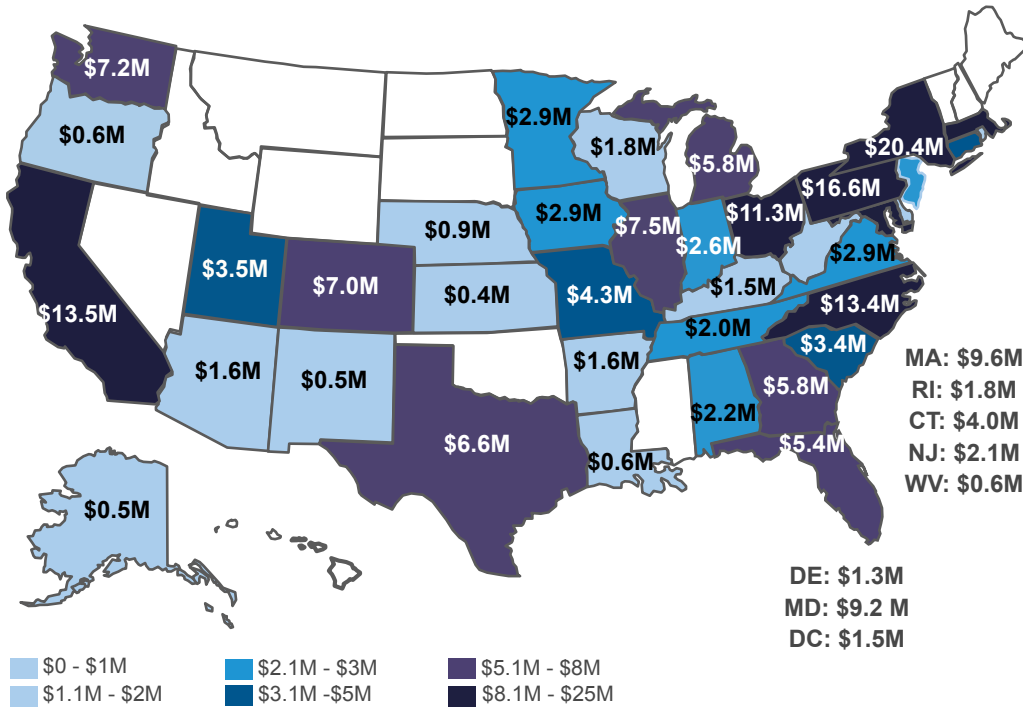 $7.2M
$0.6M
$2.9M
$1.8M
$5.8M
$20.4M
$16.6M
$0.9M
$2.9M
$7.5M
$2.6M
$11.3M
$2.9M
$3.5M
$7.0M
$0.4M
$4.3M
$1.5M
$13.5M
$13.4M
$2.0M
$3.4M
$1.6M
$0.5M
$1.6M
$5.8M
$2.2M
$6.6M
$5.4M
$0.6M
$0.5M
MA: $9.6M
RI: $1.8M
CT: $4.0M
NJ: $2.1M
WV: $0.6M
DE: $1.3M
MD: $9.2 M
DC: $1.5M
$0 - $1M
$2.1M - $3M
$5.1M - $8M
$1.1M - $2M
$3.1M -$5M
$8.1M - $25M